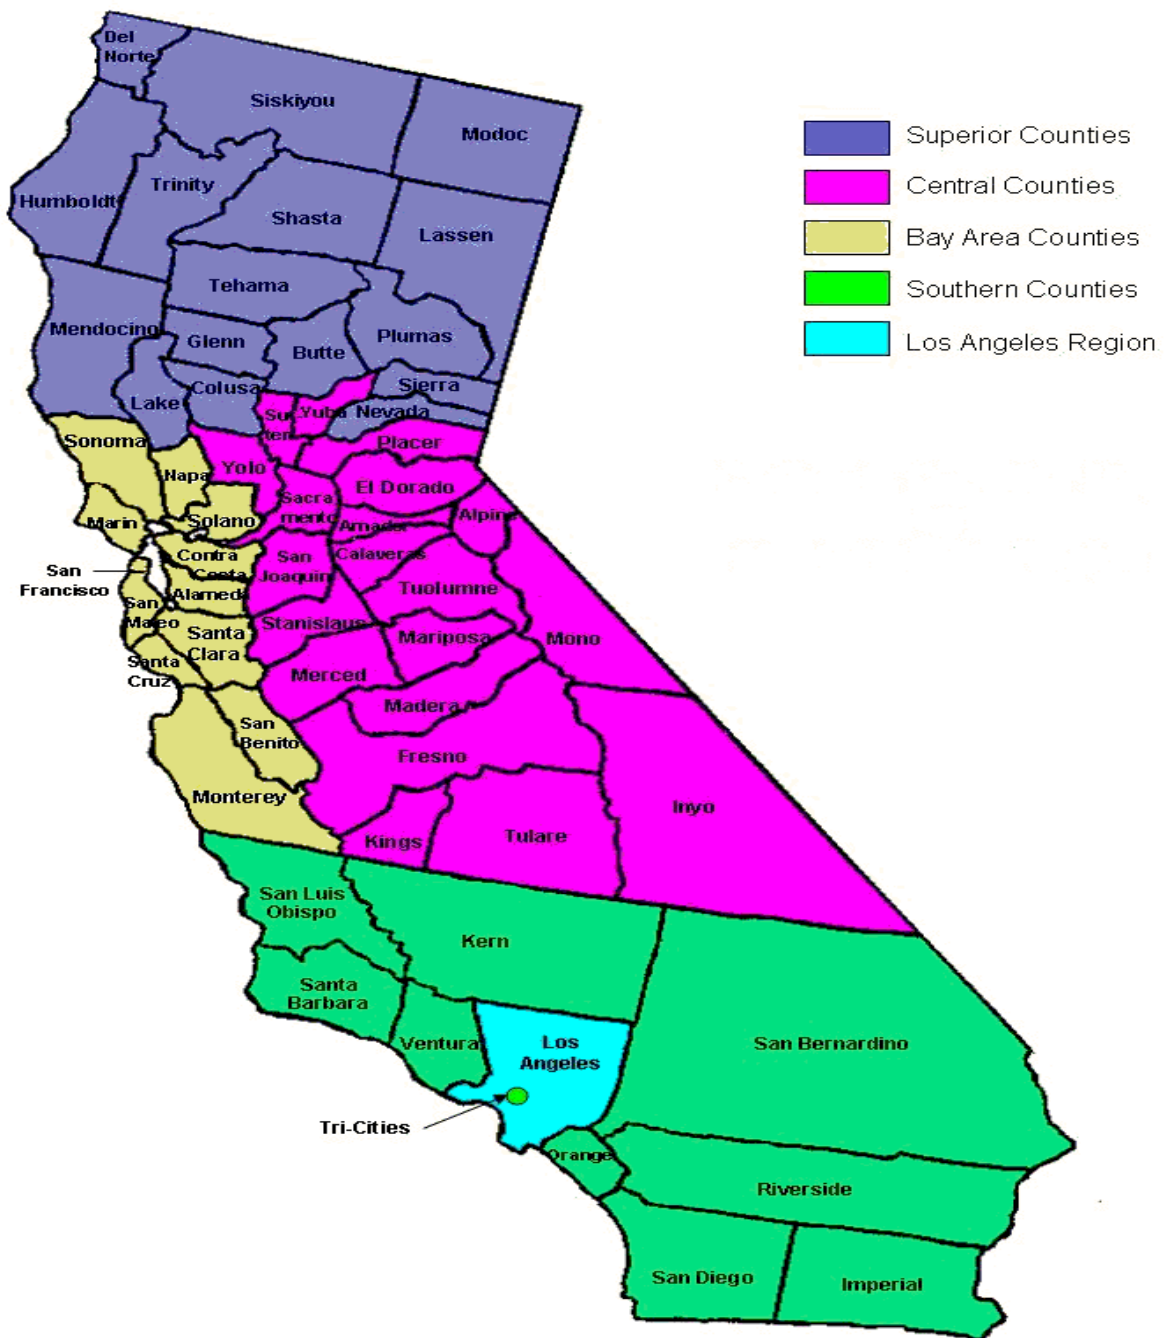 Del
Norte
Siskiyou
Modoc
Superior Counties
Central Counties
Bay Area Counties
Southern Counties
Los Angeles Region
Trinity
Humboldt
Shasta
Lassen
Tehama
Mendocino
Glenn
Butte
Plumas
Colusa
Lake
Sierra
Su
tter
Yuba
Nevada
Sonoma
Placer
Napa
Yolo
El Dorado
Sacra
mento
Marin
Solano
Amador
Alpine
Contra
Costa
San
Joaquin
Calaveras
San
Francisco
Alameda
Tuolumne
San
Mateo
Santa
Clara
Stanislaus
Mariposa
Mono
Santa
Cruz
Merced
Madera
San
Benito
Fresno
Monterey
Kings
Tulare
Inyo
San Luis
Obispo
Kern
Santa
Barbara
Ventura
Los
Angeles
San Bernardino
Tri-Cities
Orange
Riverside
San Diego
Imperial